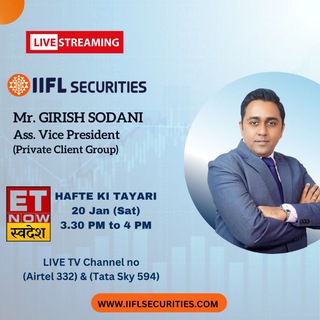 LIVE STREAMING
IIFL SECURITIES
Mr. GIRISH SODANI
Ass. Vice President
(Private Client Group)
ET
NOW
स्वदेश
HAFTE KI TAYARI
20 Jan (Sat)
3.30 PM to 4 PM
LIVE TV Channel no
(Airtel 332) & (Tata Sky 594)
WWW.IIFLSECURITIES.COM